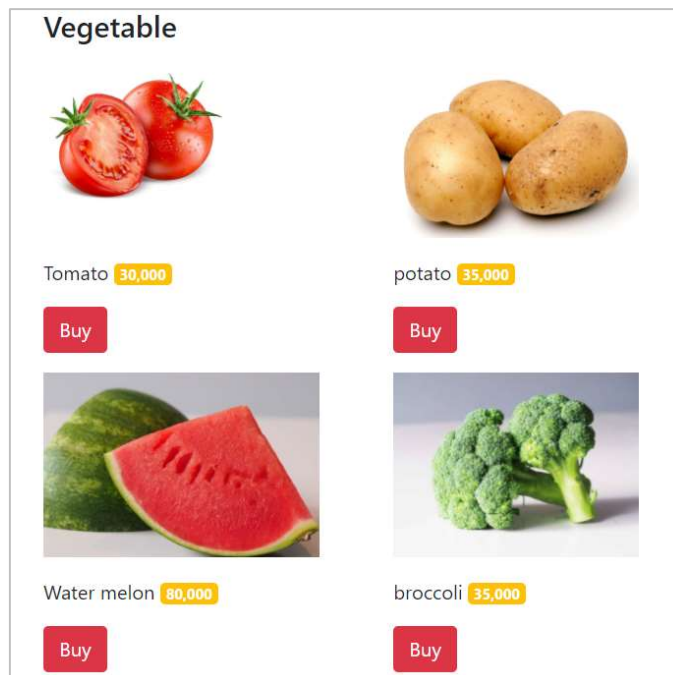 Vegetable
Tomato 30,000
potato 35,000
Buy
Buy
Water melon 80,000
broccoli 35,000
Buy
Buy